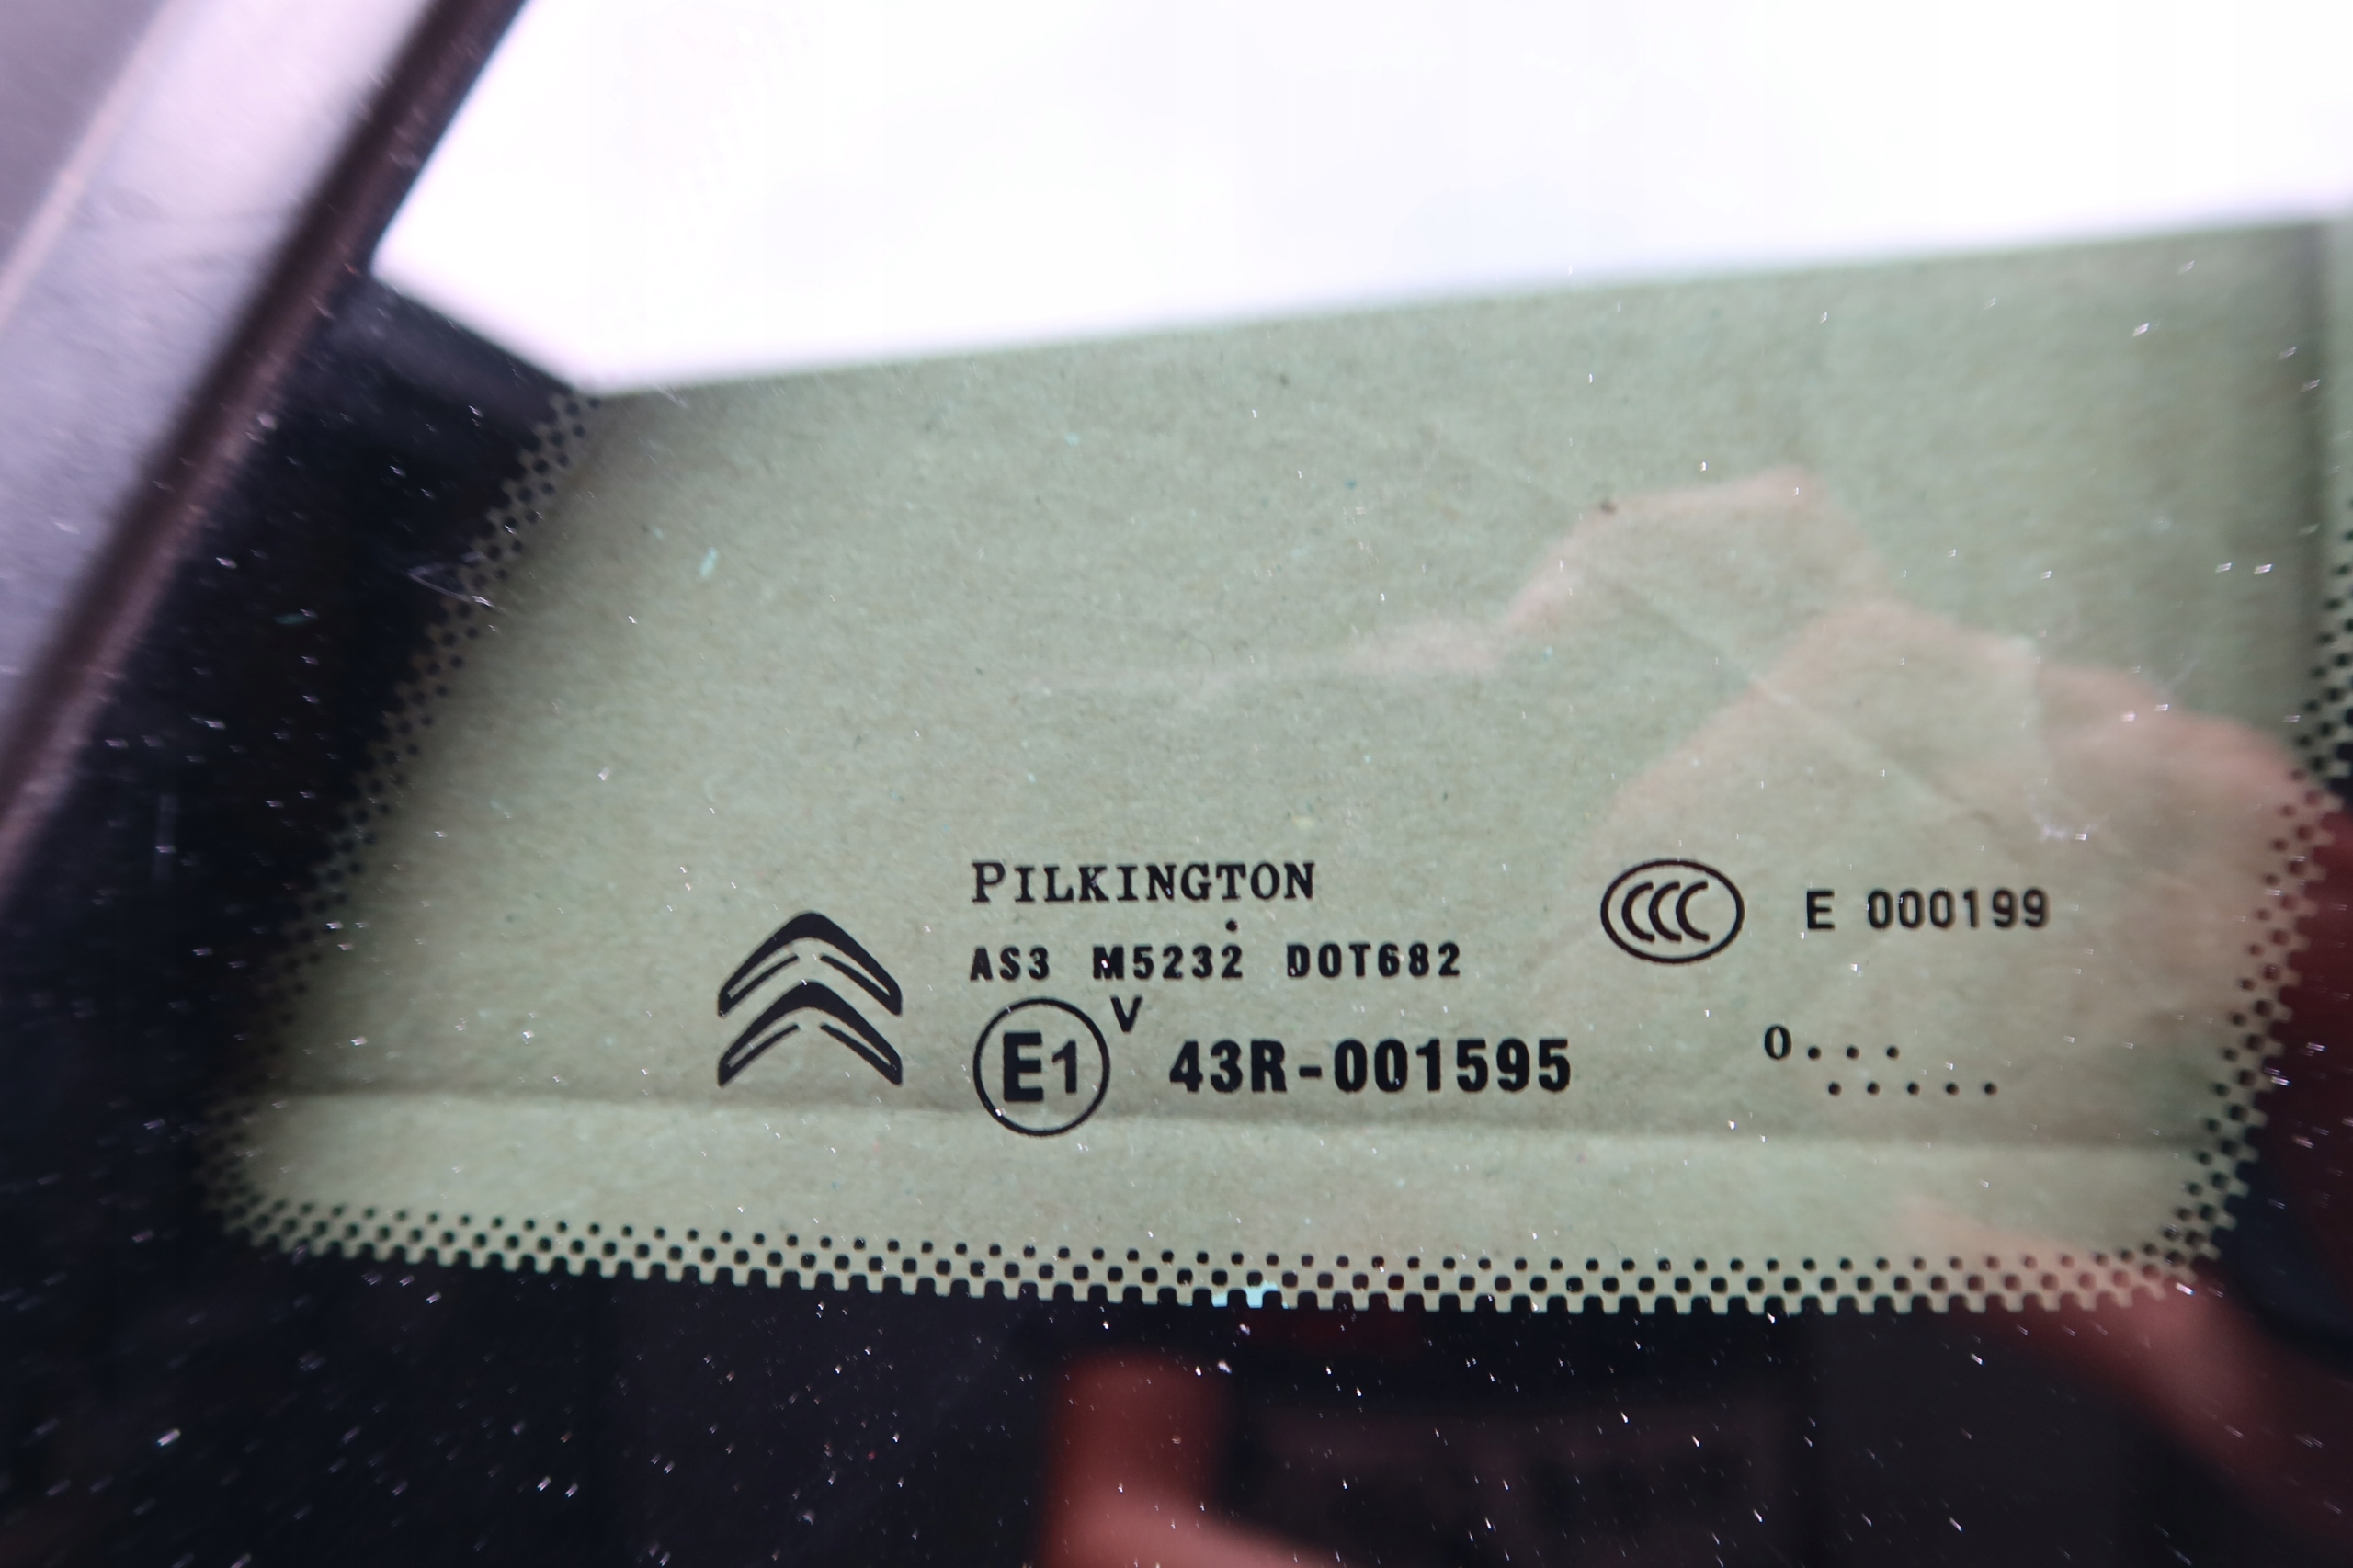 PILKINGTON
AS3 M5232 DOT682
E1 V 43R-001595
CCC E 000199
0. . .
. . . . .